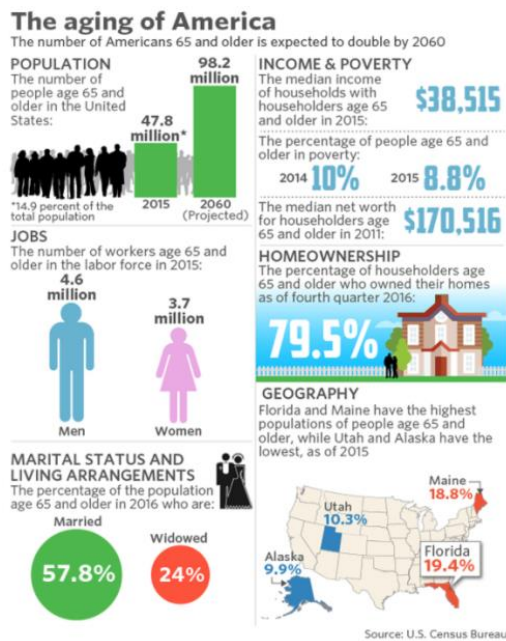 The aging of America
The number of Americans 65 and older is expected to double by 2060
POPULATION
The number of
people age 65 and
older in the United
States:
47.8
million*
98.2
million
2015
2060
(Projected)
*14.9 percent of the
total population
JOBS
The number of workers age 65 and
older in the labor force in 2015:
4.6
million
3.7
million
Men
Women
MARITAL STATUS AND
LIVING ARRANGEMENTS
The percentage of the population
age 65 and older in 2016 who are:
Married
57.8%
Widowed
24%
INCOME & POVERTY
The median income
of households with
householders age 65
and older in 2015:
$38,515
The percentage of people age 65 and
older in poverty:
2014 10%
2015 8.8%
The median net worth
for householders age
65 and older in 2011:
$170,516
HOMEOWNERSHIP
The percentage of householders age
65 and older who owned their homes
as of fourth quarter 2016:
79.5%
GEOGRAPHY
Florida and Maine have the highest
populations of people age 65 and
older, while Utah and Alaska have the
lowest, as of 2015
Maine
18.8%
Utah
10.3%
Florida
19.4%
Alaska
9.9%
Source: U.S. Census Bureau